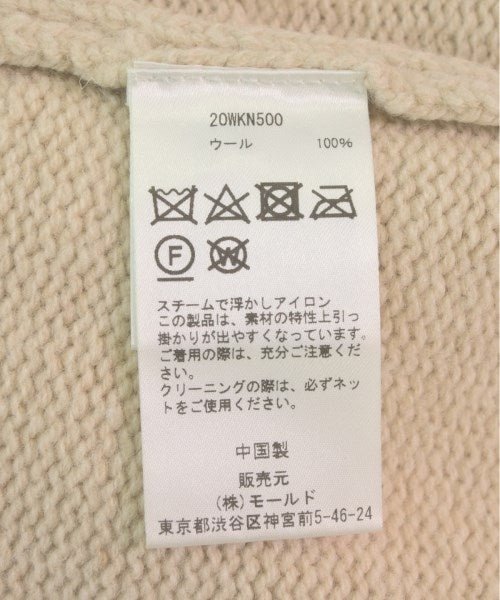 20WKN500
ウール 100%
F W
スチームで浮かしアイロン
この製品は、素材の特性上引っ
掛かりが出やすくなっています。
ご着用の際は、充分ご注意くだ
さい。
クリーニングの際は、必ずネッ
トをご使用ください。
中国製
販売元
(株)モールド
東京都渋谷区神宮前5-46-24